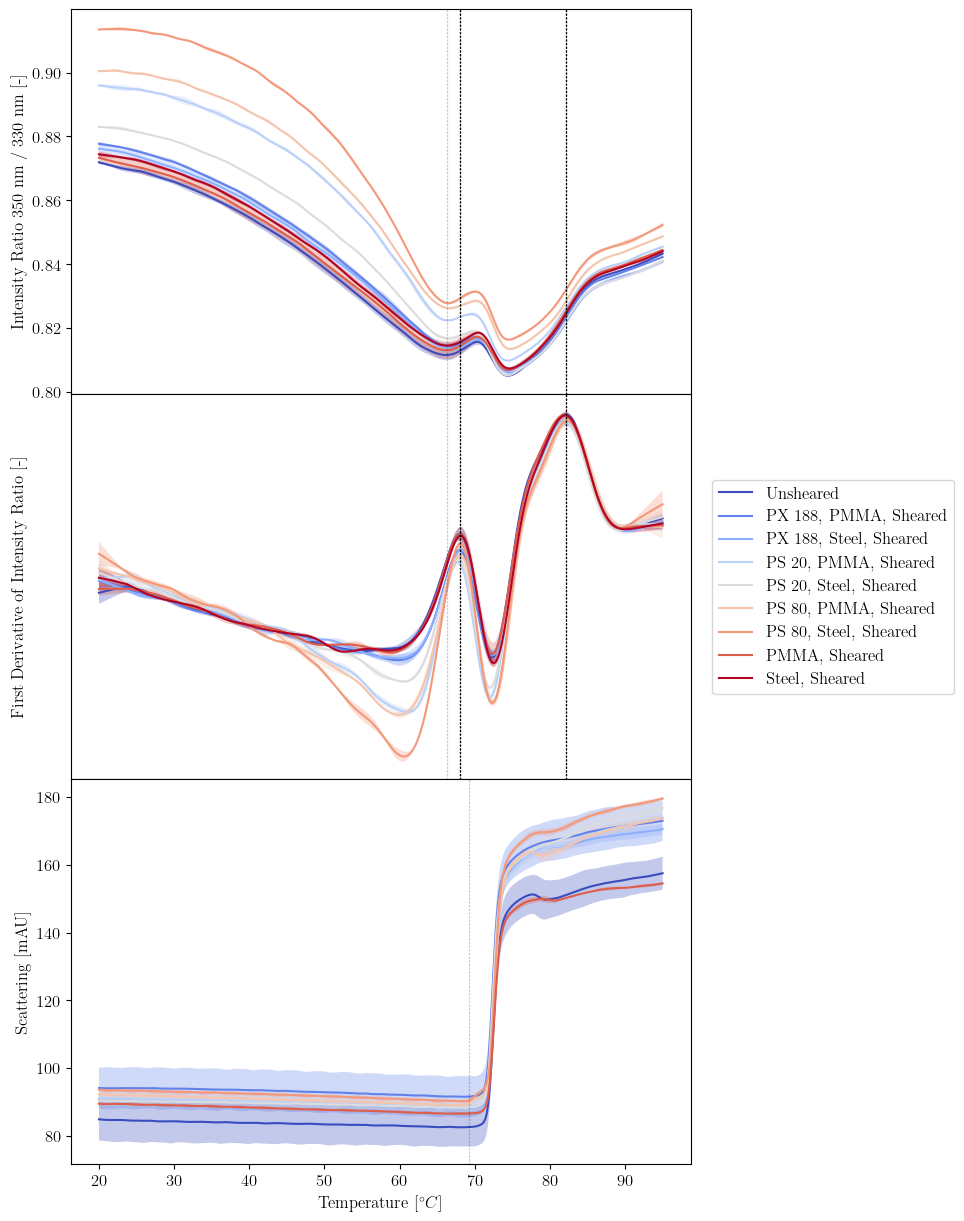 Intensity Ratio 350 nm / 330 nm [-]
0.90
0.88
0.86
0.84
0.82
0.80
First Derivative of Intensity Ratio [-]
Unsheared
PX 188, PMMA, Sheared
PX 188, Steel, Sheared
PS 20, PMMA, Sheared
PS 20, Steel, Sheared
PS 80, PMMA, Sheared
PS 80, Steel, Sheared
PMMA, Sheared
Steel, Sheared
Scattering [mAU]
180
160
140
120
100
80
20 30 40 50 60 70 80 90
Temperature [°C]